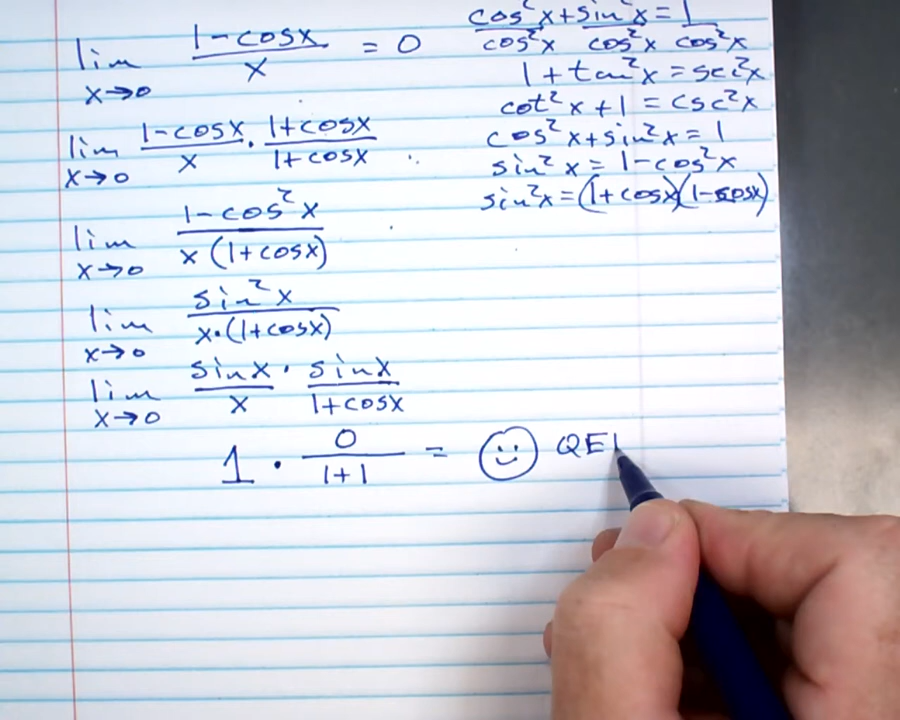 lim x→0 (1-cosx)/x = 0
lim x→0 (1-cosx)/x · (1+cosx)/(1+cosx)
lim x→0 (1-cos²x)/(x(1+cosx))
lim x→0 (sin²x)/(x·(1+cosx))
lim x→0 (sinx)/x · (sinx)/(1+cosx)
1 · 0/(1+1) = ☺ QE
cos²x/cos²x + sin²x/cos²x = 1/cos²x
1+tan²x = sec²x
cot²x+1 = csc²x
cos²x+sin²x = 1
sin²x = 1-cos²x
sin²x = (1+cosx)(1-cosx)